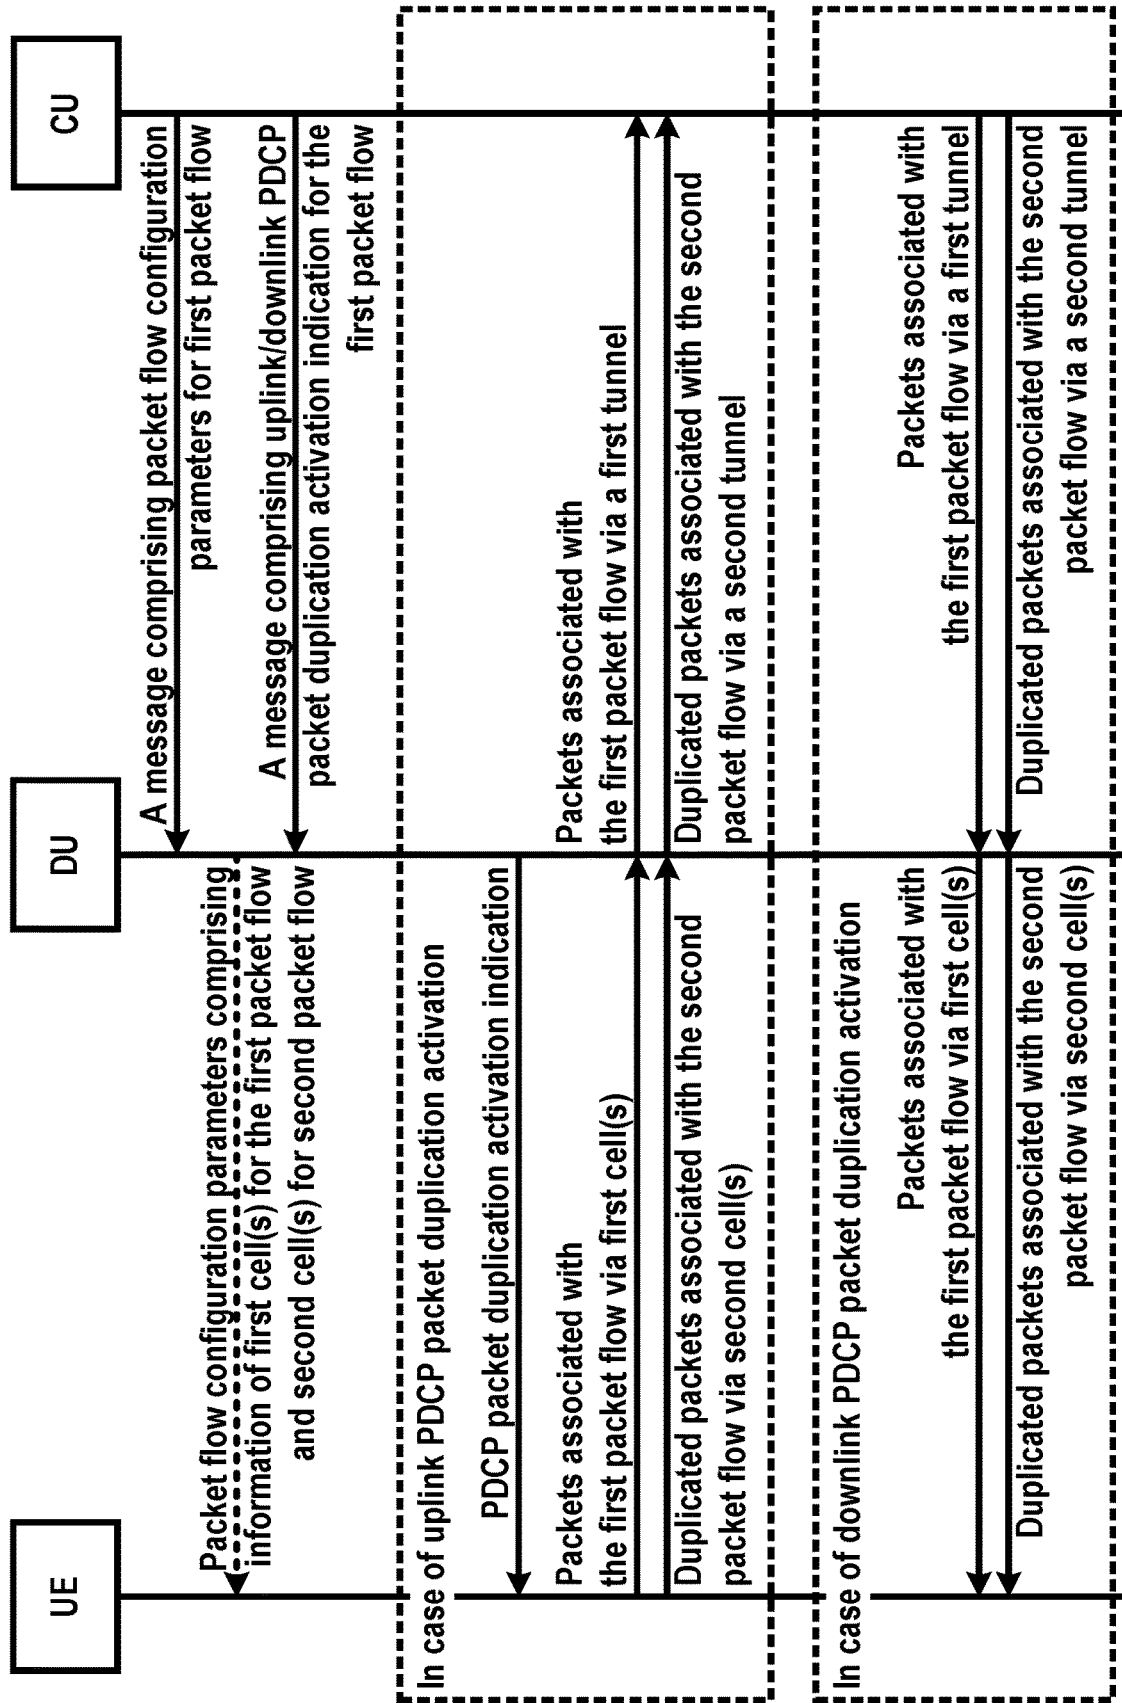 UE
DU
CU
A message comprising packet flow configuration
parameters for first packet flow
Packet flow configuration parameters comprising
information of first cell(s) for the first packet flow
and second cell(s) for second packet flow
A message comprising uplink/downlink PDCP
packet duplication activation indication for the
first packet flow
In case of uplink PDCP packet duplication activation
PDCP packet duplication activation indication
Packets associated with
the first packet flow via first cell(s)
Duplicated packets associated with the second
packet flow via second cell(s)
Packets associated with
the first packet flow via a first tunnel
Duplicated packets associated with the second
packet flow via a second tunnel
In case of downlink PDCP packet duplication activation
Packets associated with
the first packet flow via first cell(s)
Duplicated packets associated with the second
packet flow via second cell(s)
Packets associated with
the first packet flow via a first tunnel
Duplicated packets associated with the second
packet flow via a second tunnel